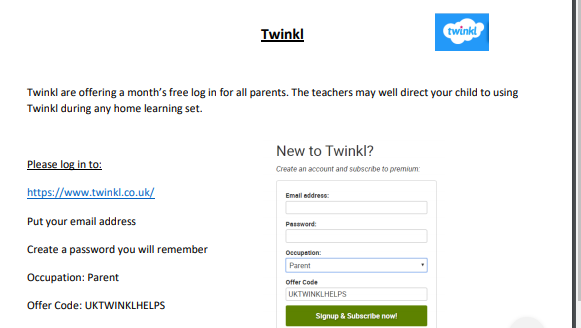 Twinkl
twinkl
Twinkl are offering a month's free log in for all parents. The teachers may well direct your child to using
Twinkl during any home learning set.
Please log in to:
https://www.twinkl.co.uk/
Put your email address
Create a password you will remember
Occupation: Parent
Offer Code: UKTWINKLHELPS
New to Twinkl?
Create an account and subscribe to premium:
Email address:
Password:
Occupation:
Parent
Offer Code
UKTWINKLHELPS
Signup & Subscribe now!